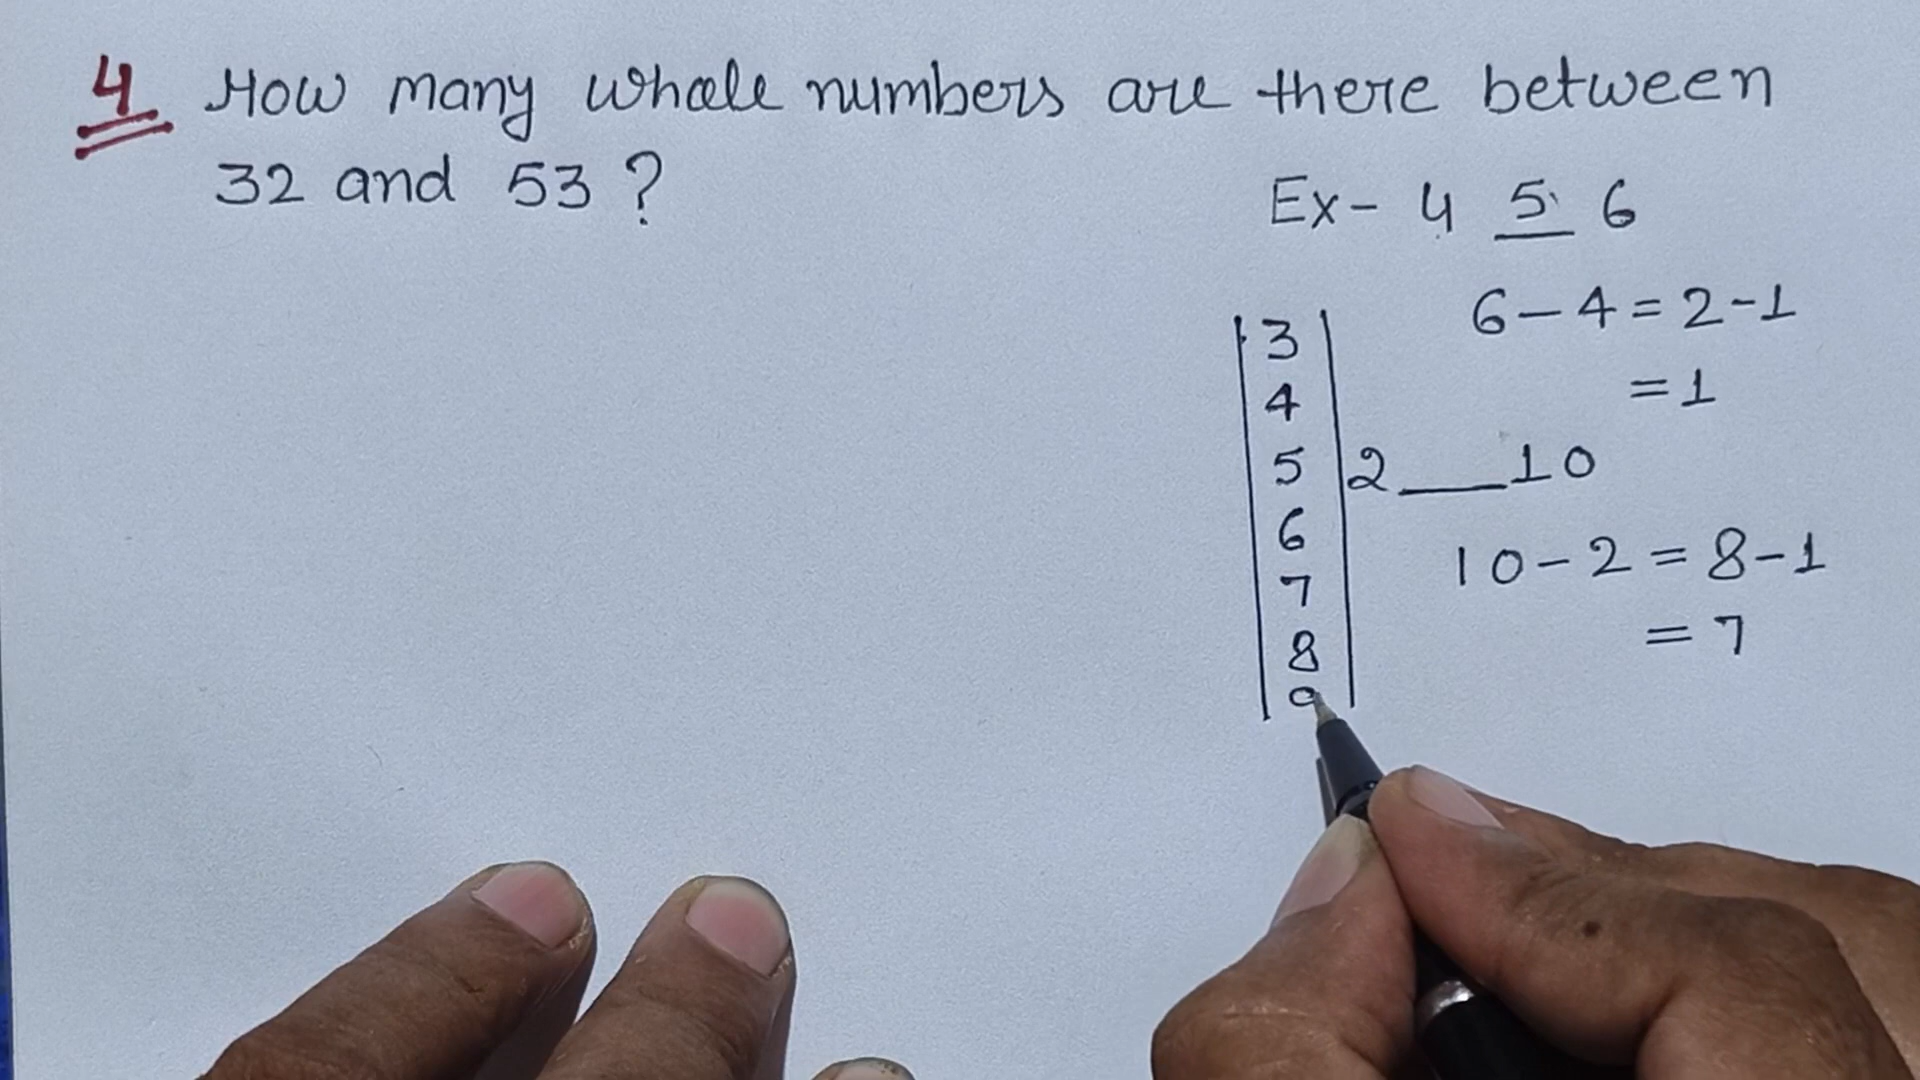 4 How many whole numbers are there between
32 and 53 ?
Ex- 4 5 6
6-4=2-1
=1
3
4
5
6
7
8
9
2 ___ 10
10-2=8-1
=7